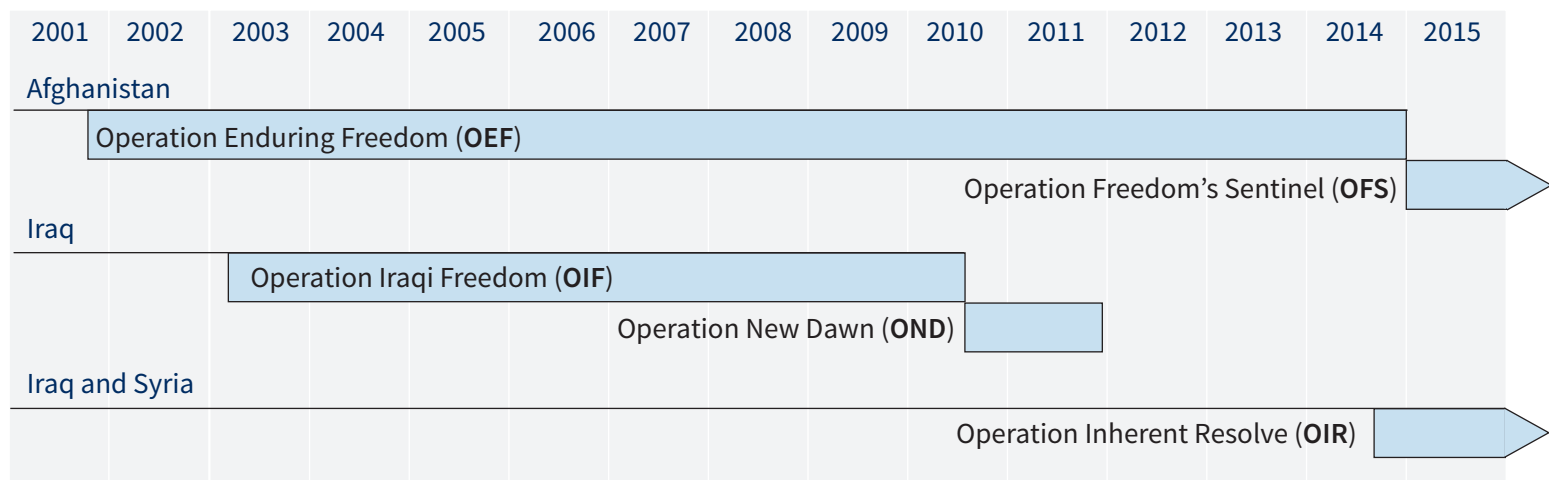 2001 2002 2003 2004 2005 2006 2007 2008 2009 2010 2011 2012 2013 2014 2015
Afghanistan
Operation Enduring Freedom (OEF)
Operation Freedom’s Sentinel (OFS)
Iraq
Operation Iraqi Freedom (OIF)
Operation New Dawn (OND)
Iraq and Syria
Operation Inherent Resolve (OIR)